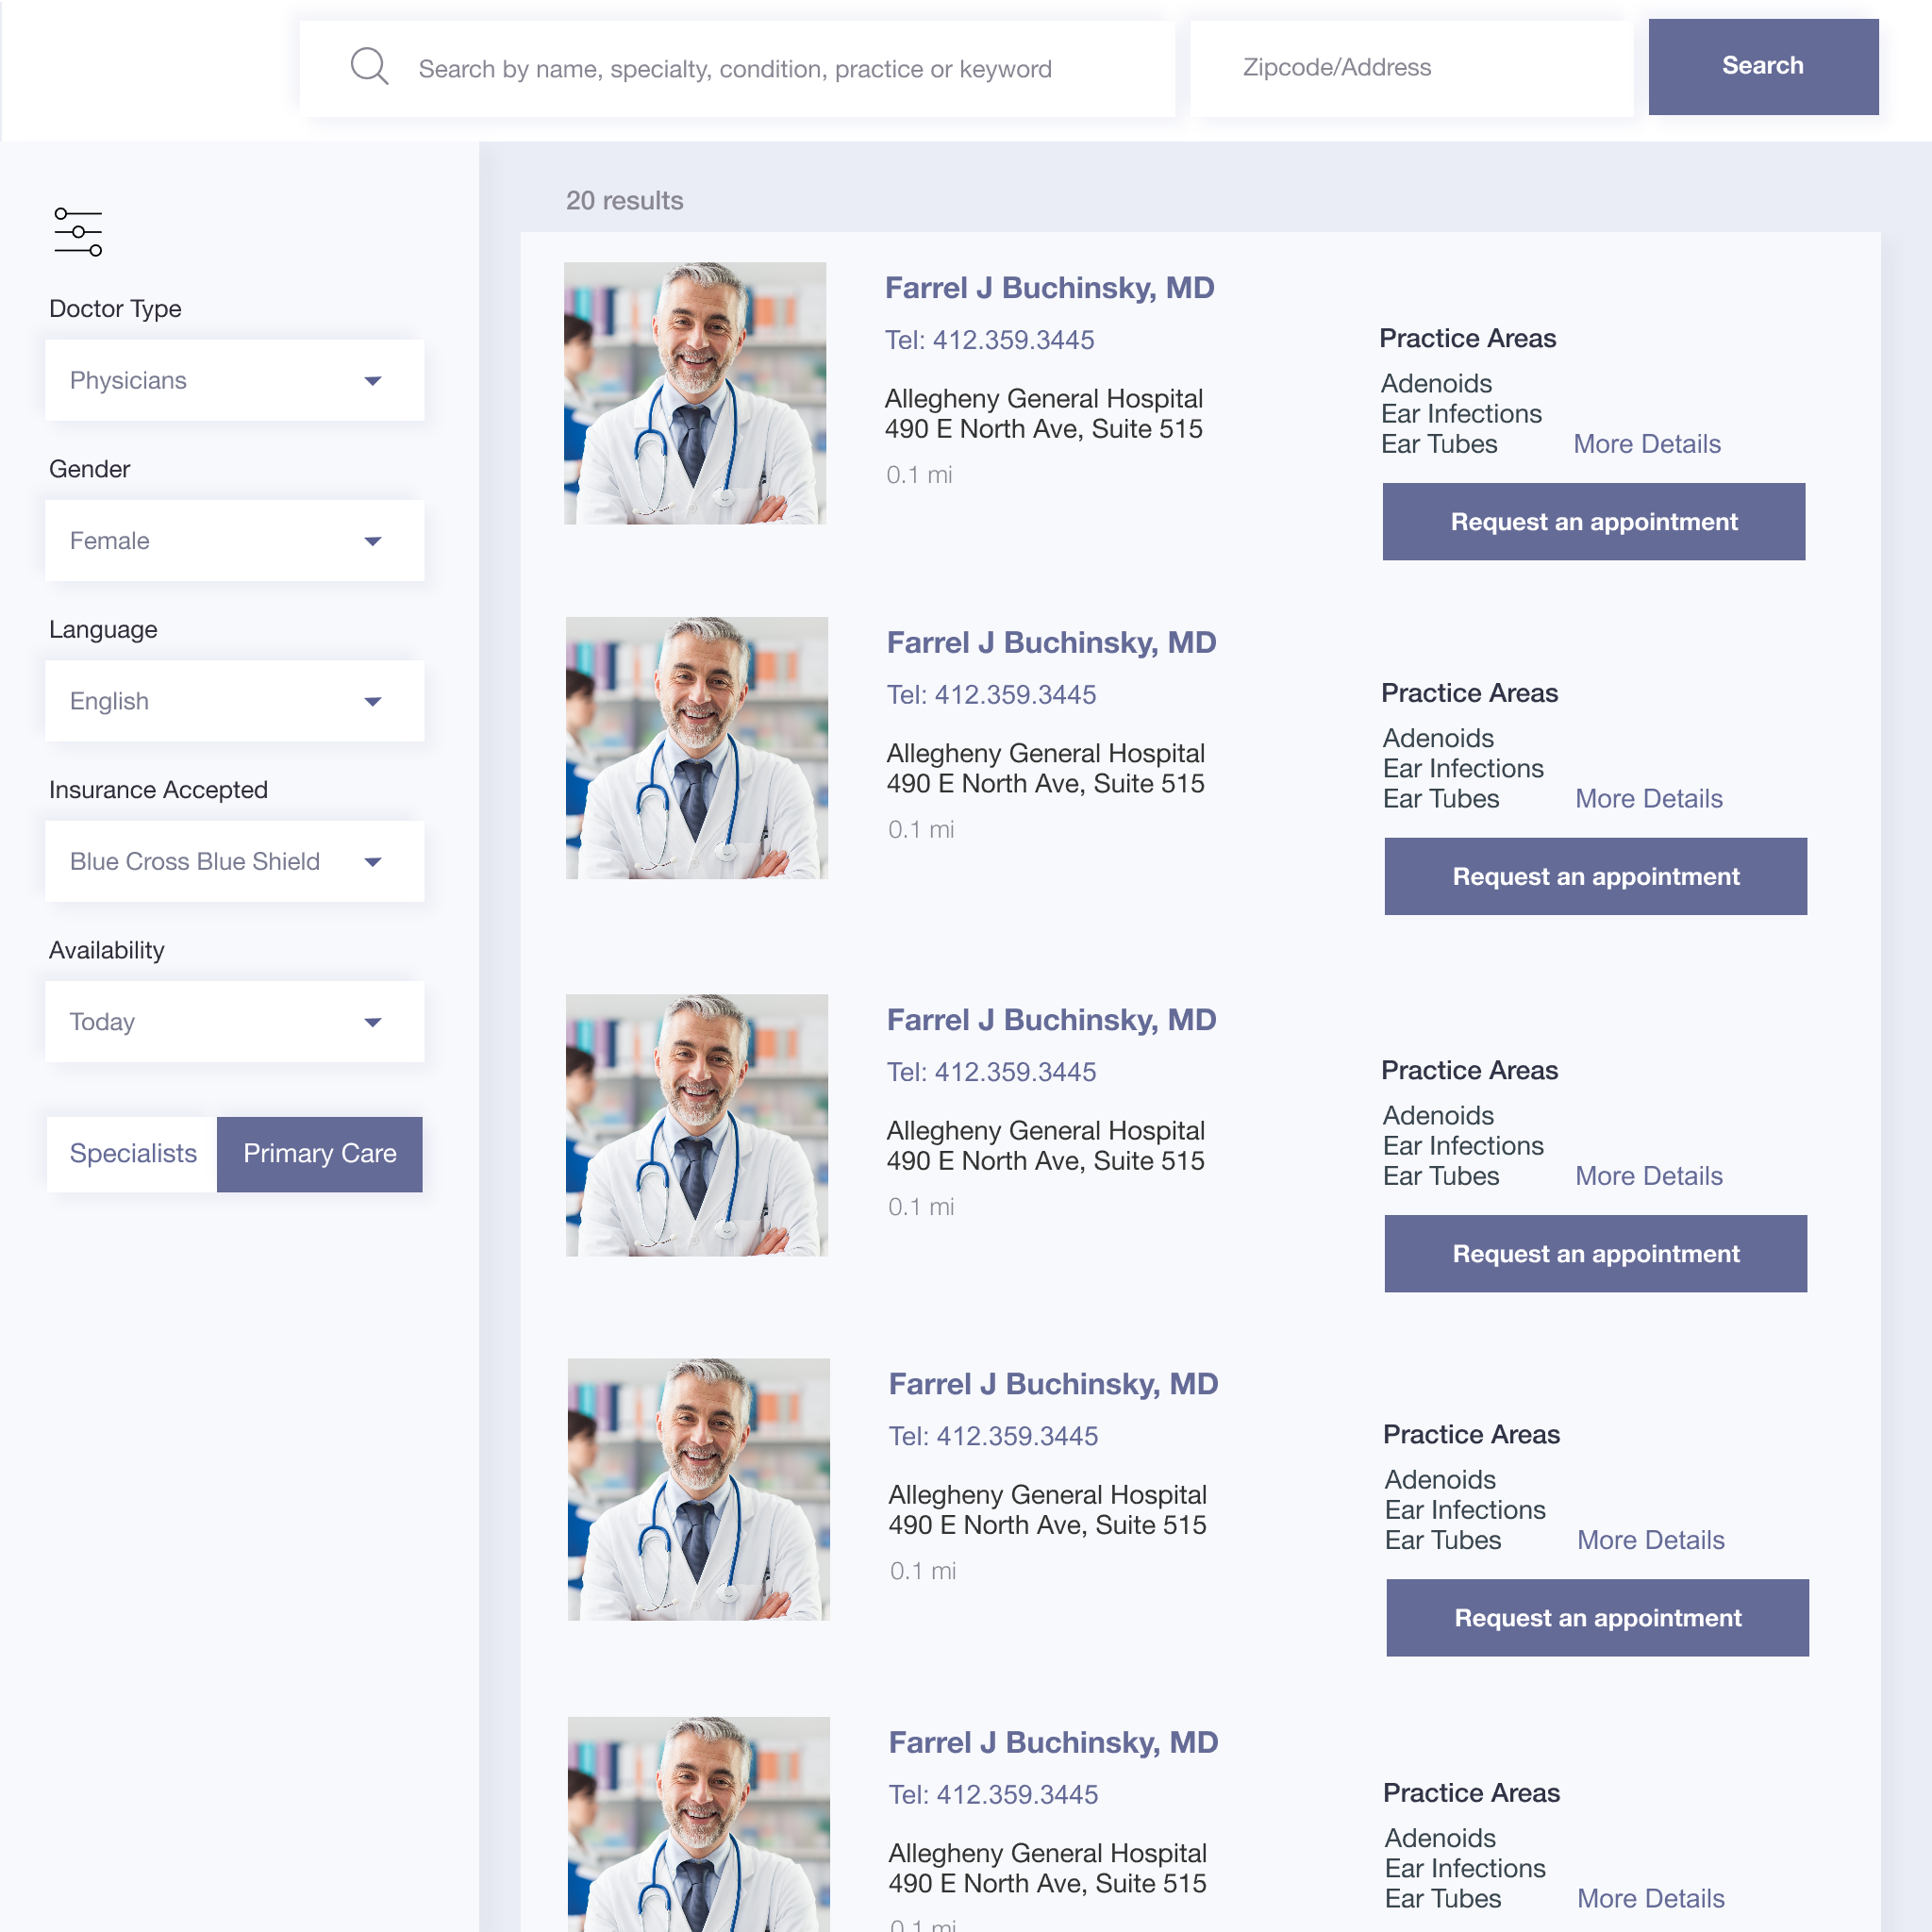 Search by name, specialty, condition, practice or keyword
Zipcode/Address
Search
Doctor Type
Physicians
Gender
Female
Language
English
Insurance Accepted
Blue Cross Blue Shield
Availability
Today
Specialists
Primary Care
20 results
Farrel J Buchinsky, MD
Tel: 412.359.3445
Allegheny General Hospital
490 E North Ave, Suite 515
0.1 mi
Practice Areas
Adenoids
Ear Infections
Ear Tubes
More Details
Request an appointment
Farrel J Buchinsky, MD
Tel: 412.359.3445
Allegheny General Hospital
490 E North Ave, Suite 515
0.1 mi
Practice Areas
Adenoids
Ear Infections
Ear Tubes
More Details
Request an appointment
Farrel J Buchinsky, MD
Tel: 412.359.3445
Allegheny General Hospital
490 E North Ave, Suite 515
0.1 mi
Practice Areas
Adenoids
Ear Infections
Ear Tubes
More Details
Request an appointment
Farrel J Buchinsky, MD
Tel: 412.359.3445
Allegheny General Hospital
490 E North Ave, Suite 515
0.1 mi
Practice Areas
Adenoids
Ear Infections
Ear Tubes
More Details
Request an appointment
Farrel J Buchinsky, MD
Tel: 412.359.3445
Allegheny General Hospital
490 E North Ave, Suite 515
0.1 mi
Practice Areas
Adenoids
Ear Infections
Ear Tubes
More Details